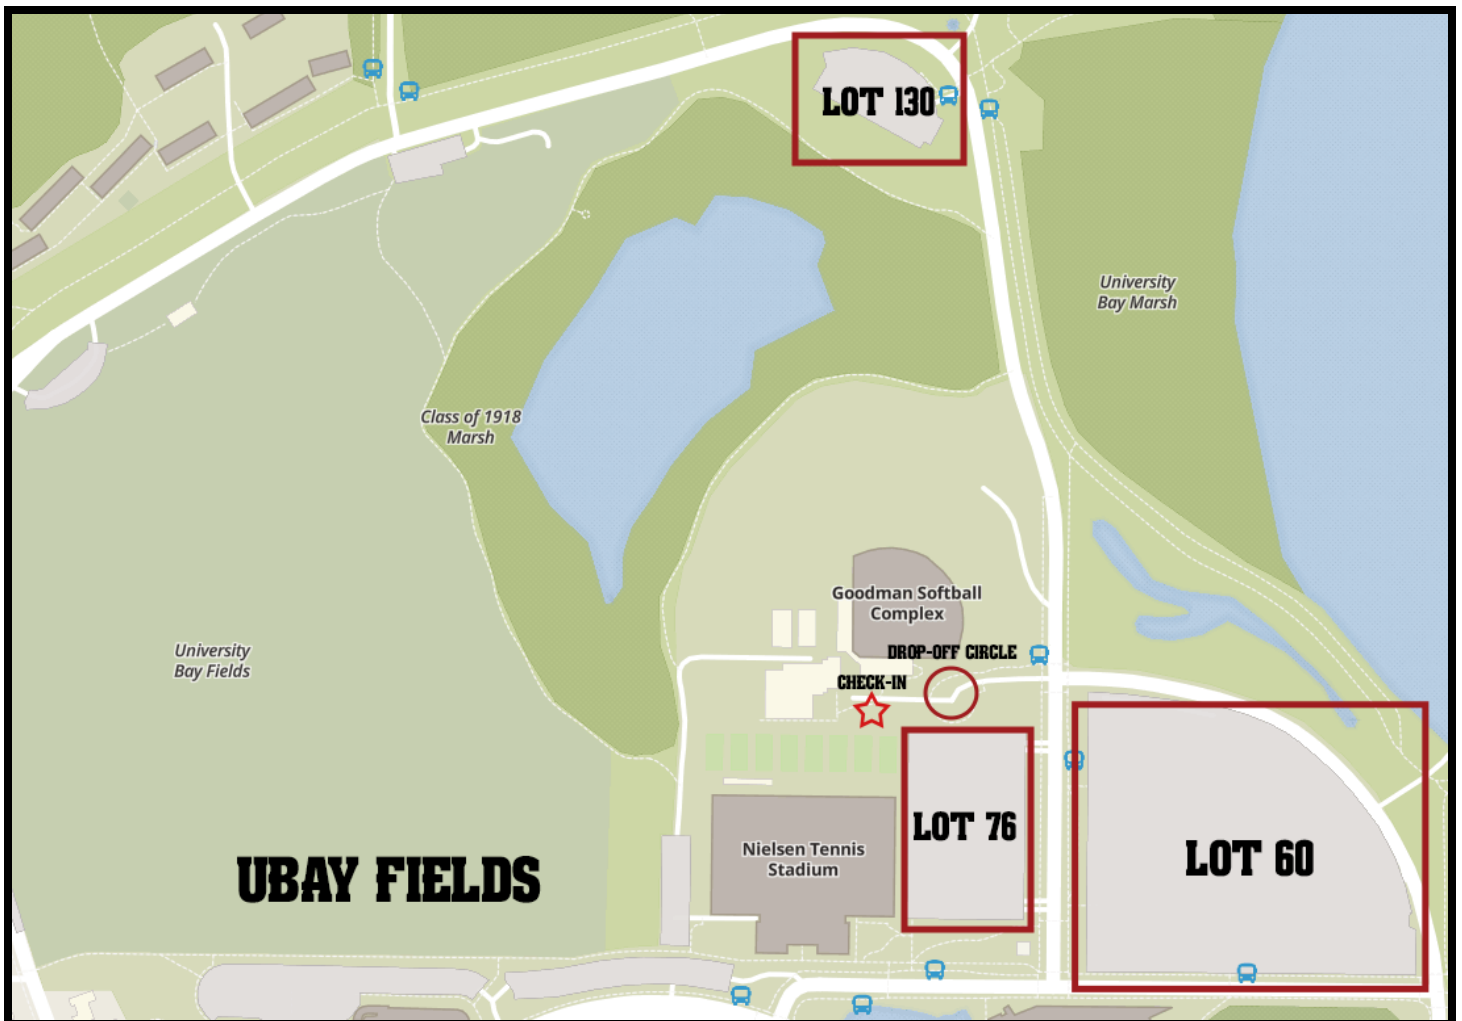 LOT 130
University
Bay Marsh
Class of 1918
Marsh
Goodman Softball
Complex
DROP-OFF CIRCLE
CHECK-IN
University
Bay Fields
LOT 76
Nielsen Tennis
Stadium
LOT 60
UBAY FIELDS